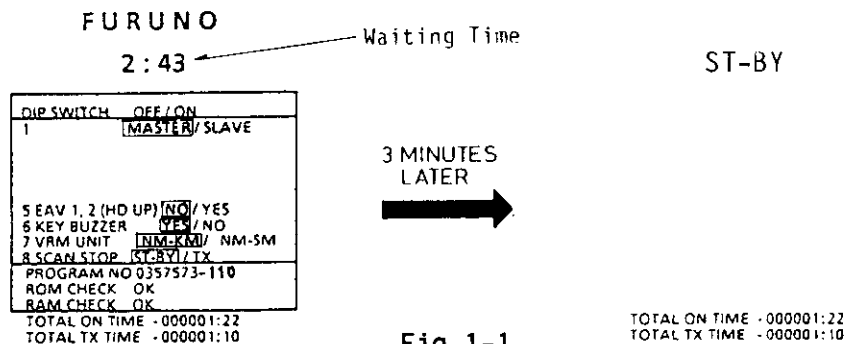 FURUNO
2:43
Waiting Time
DIP SWITCH OFF/ON
1 MASTER/SLAVE
5 EAV 1, 2 (HD UP) NO/YES
6 KEY BUZZER YES/NO
7 VRM UNIT NM-KM/ NM-SM
8 SCAN STOP ST-BY/TX
PROGRAM NO 0357573-110
ROM CHECK OK
RAM CHECK OK
TOTAL ON TIME - 000001:22
TOTAL TX TIME - 000001:10
3 MINUTES
LATER
ST-BY
TOTAL ON TIME - 000001:22
TOTAL TX TIME - 000001:10
Fig 1-1